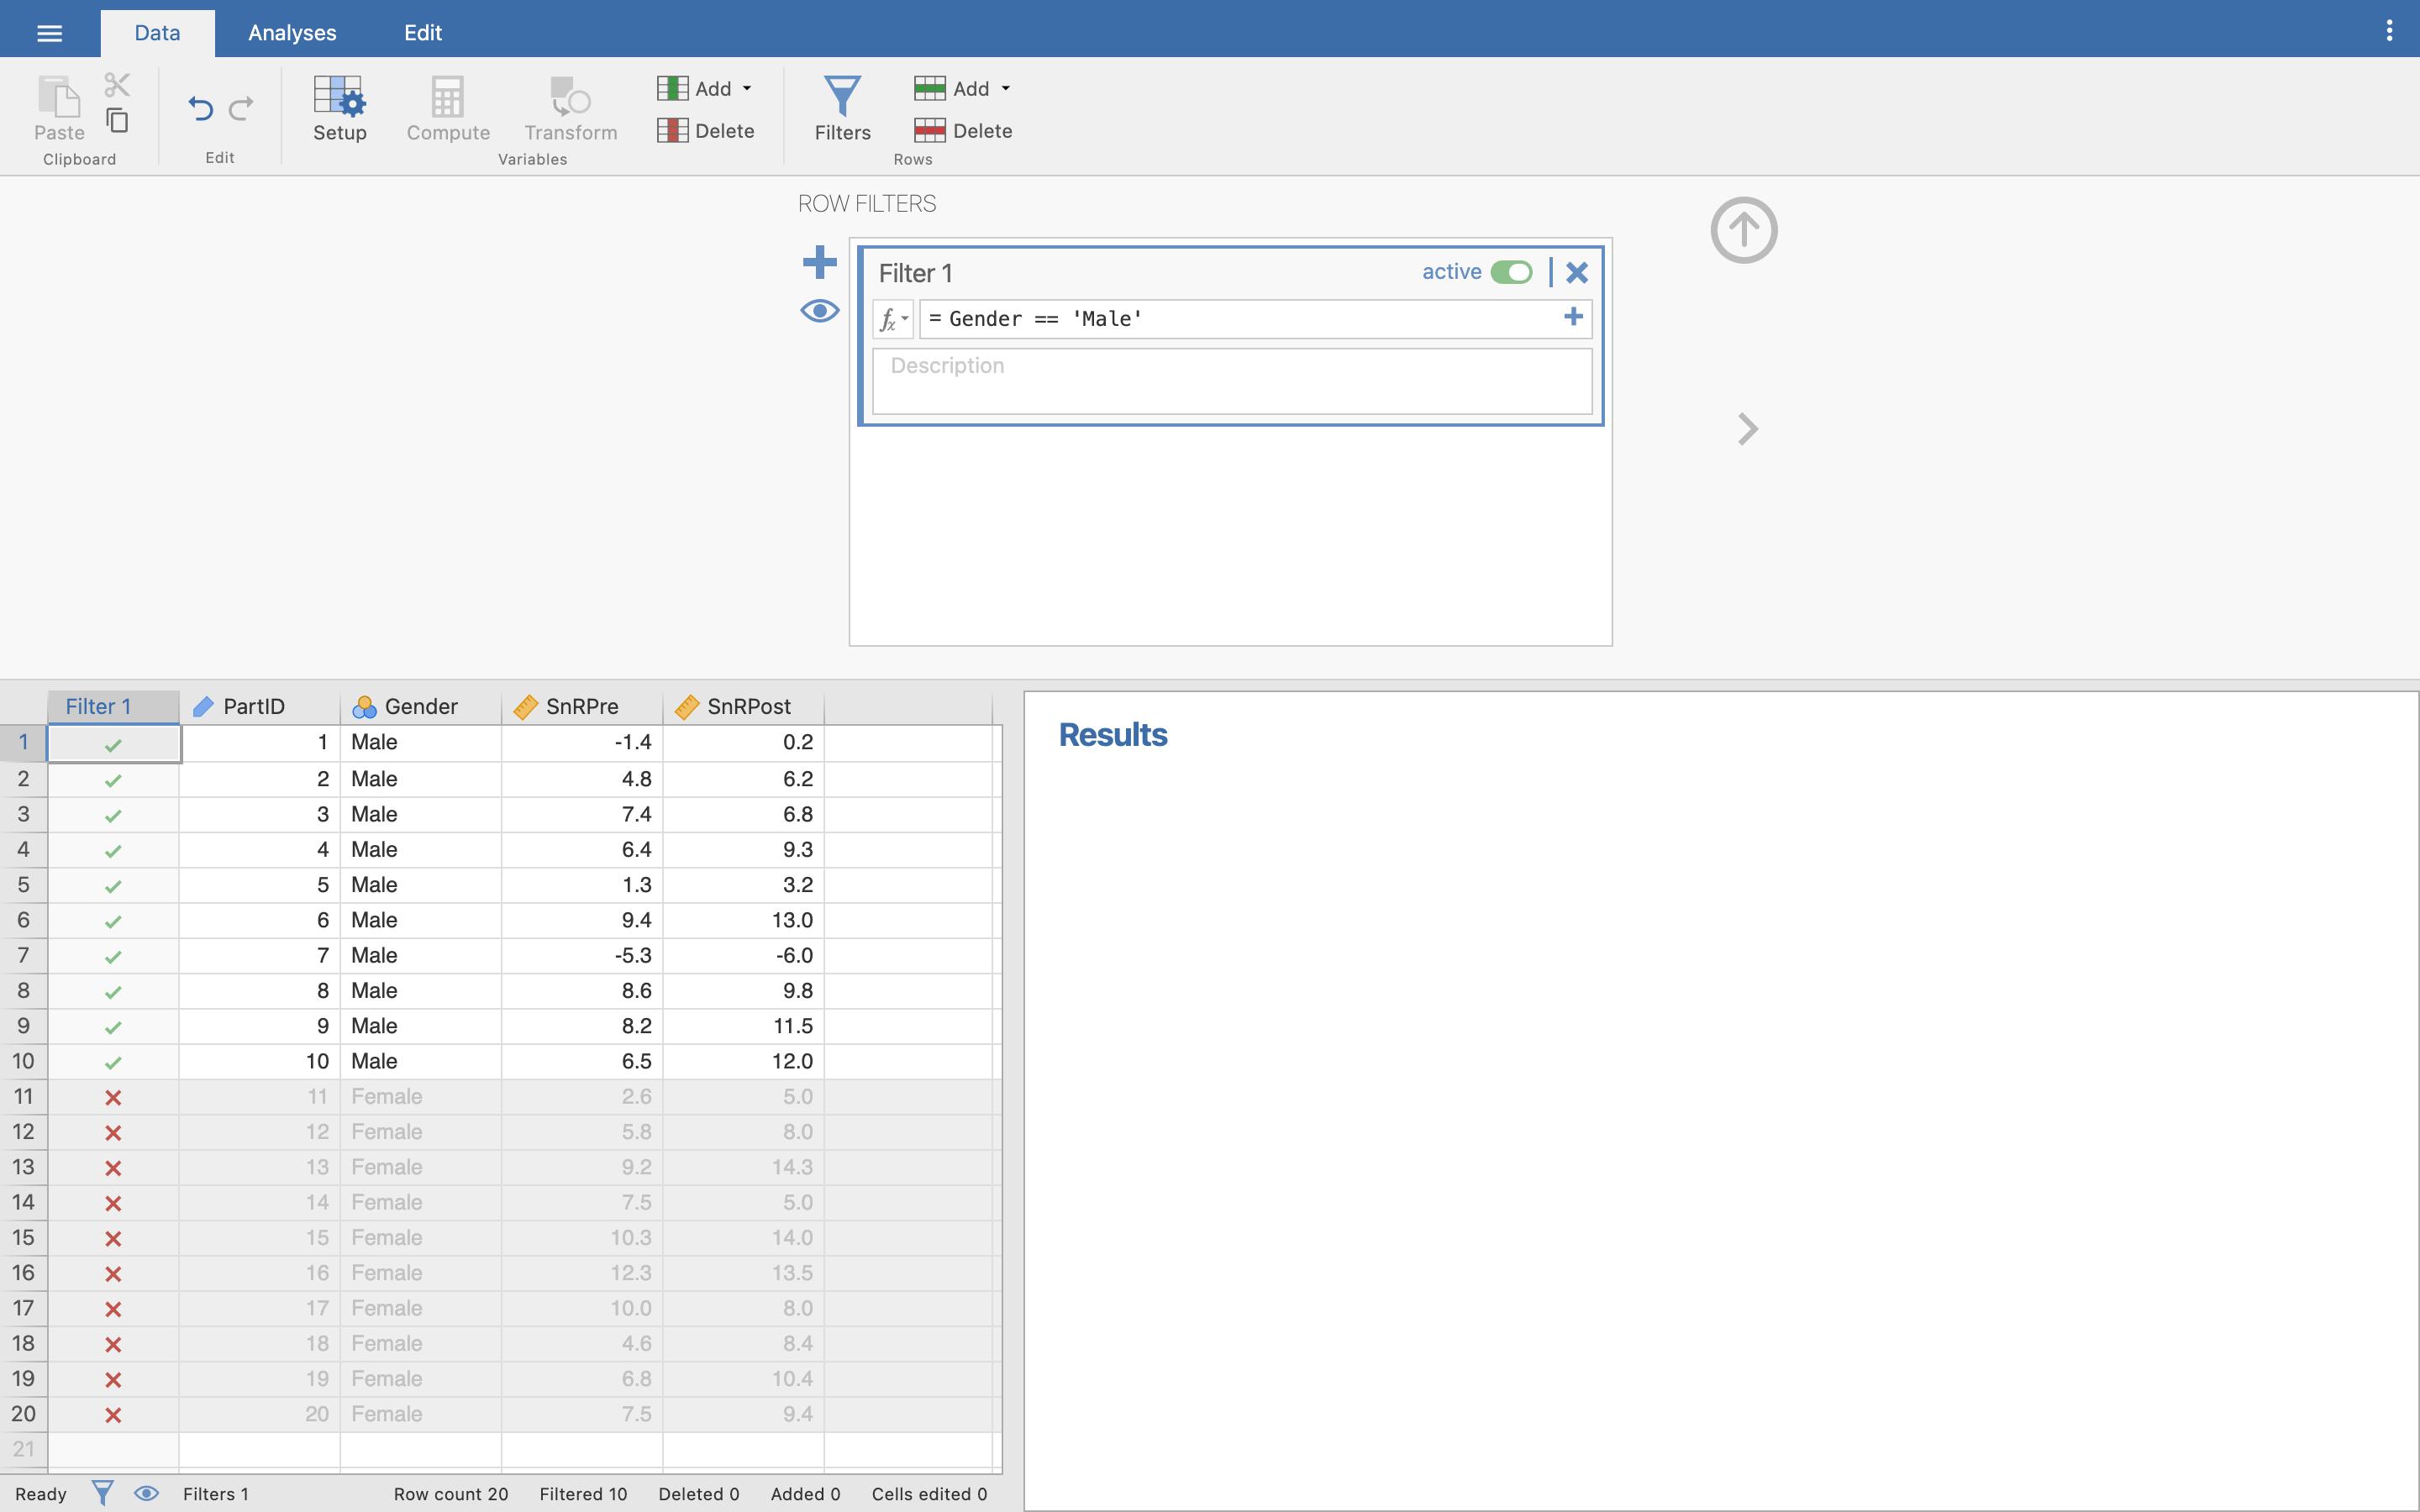 Data Analyses Edit
Paste
Clipboard
Edit
Setup Compute Transform Add Delete
Variables
Filters Add Delete
Rows
ROW FILTERS
Filter 1 active
fx = Gender == 'Male'
Description
Filter 1 PartID Gender SnRPre SnRPost
1 1 Male -1.4 0.2
2 2 Male 4.8 6.2
3 3 Male 7.4 6.8
4 4 Male 6.4 9.3
5 5 Male 1.3 3.2
6 6 Male 9.4 13.0
7 7 Male -5.3 -6.0
8 8 Male 8.6 9.8
9 9 Male 8.2 11.5
10 10 Male 6.5 12.0
11 11 Female 2.6 5.0
12 12 Female 5.8 8.0
13 13 Female 9.2 14.3
14 14 Female 7.5 5.0
15 15 Female 10.3 14.0
16 16 Female 12.3 13.5
17 17 Female 10.0 8.0
18 18 Female 4.6 8.4
19 19 Female 6.8 10.4
20 20 Female 7.5 9.4
21
Ready Filters 1 Row count 20 Filtered 10 Deleted 0 Added 0 Cells edited 0
Results